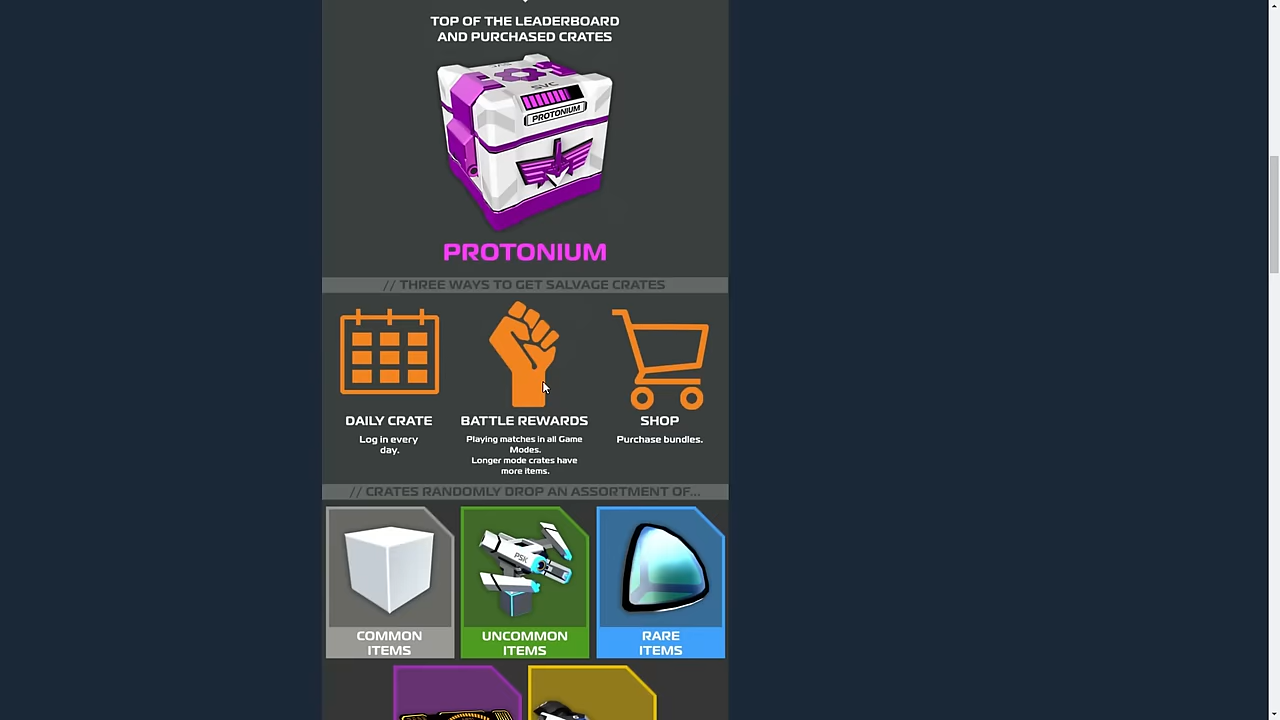 TOP OF THE LEADERBOARD
AND PURCHASED CRATES
SVC
PROTONIUM
PROTONIUM
// THREE WAYS TO GET SALVAGE CRATES
DAILY CRATE
Log in every
day.
BATTLE REWARDS
Playing matches in all Game
Modes.
Longer mode crates have
more items.
SHOP
Purchase bundles.
// CRATES RANDOMLY DROP AN ASSORTMENT OF...
PSK
COMMON
ITEMS
UNCOMMON
ITEMS
RARE
ITEMS